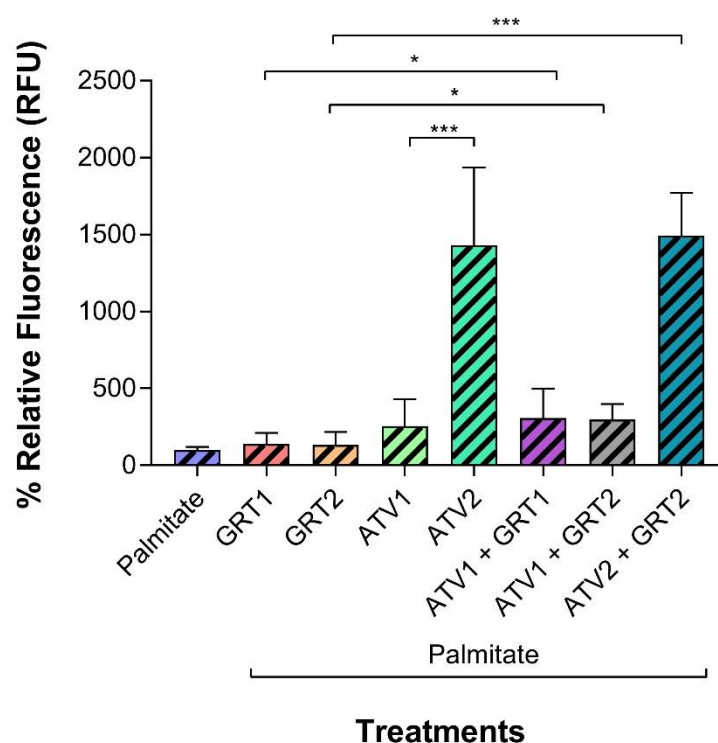 ***
*
*
***
% Relative Fluorescence (RFU)
2500
2000
1500
1000
500
0
Palmitate
GRT1
GRT2
ATV1
ATV2
ATV1 + GRT1
ATV1 + GRT2
ATV2 + GRT2
Palmitate
Treatments